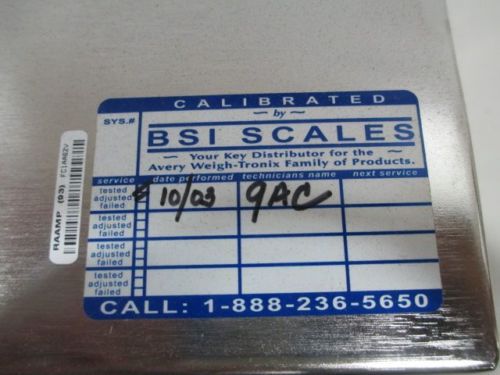 CALIBRATED
by
SYS.#
BSI SCALES
~ Your Key Distributor for the ~
Avery Weigh-Tronix Family of Products.
service date performed technicians name next service
tested
adjusted
failed
10/03 9AC
tested
adjusted
failed
tested
adjusted
failed
tested
adjusted
failed
CALL: 1-888-236-5650
RAAMP (93)